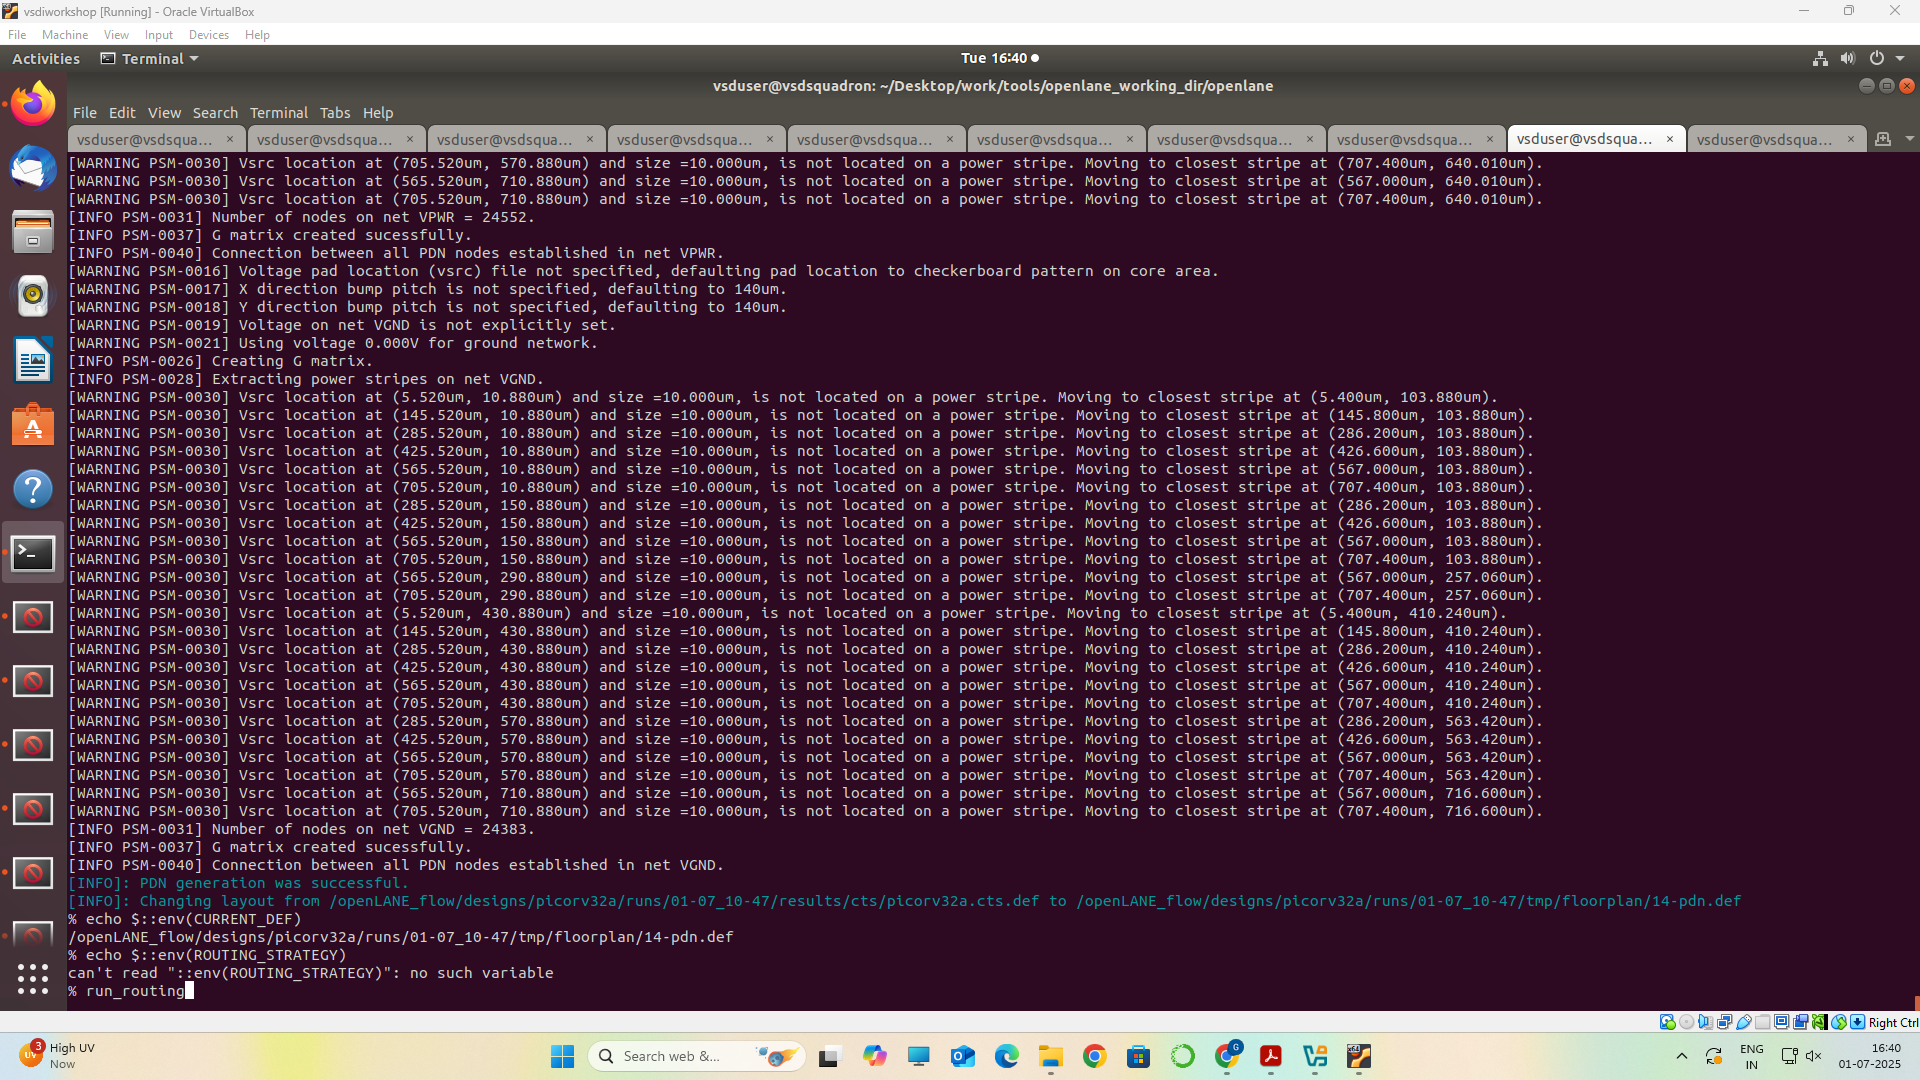 vsdiworkshop [Running] - Oracle VirtualBox
File Machine View Input Devices Help
Activities Terminal Tue 16:40
vsduser@vsdsquadron: ~/Desktop/work/tools/openlane_working_dir/openlane
File Edit View Search Terminal Tabs Help
vsduser@vsdsqua... × vsduser@vsdsqua... × vsduser@vsdsqua... × vsduser@vsdsqua... × vsduser@vsdsqua... × vsduser@vsdsqua... × vsduser@vsdsqua... × vsduser@vsdsqua... × vsduser@vsdsqua... × vsduser@vsdsqua... ×
[WARNING PSM-0030] Vsrc location at (705.520um, 570.880um) and size =10.000um, is not located on a power stripe. Moving to closest stripe at (707.400um, 640.010um).
[WARNING PSM-0030] Vsrc location at (565.520um, 710.880um) and size =10.000um, is not located on a power stripe. Moving to closest stripe at (567.000um, 640.010um).
[WARNING PSM-0030] Vsrc location at (705.520um, 710.880um) and size =10.000um, is not located on a power stripe. Moving to closest stripe at (707.400um, 640.010um).
[INFO PSM-0031] Number of nodes on net VPWR = 24552.
[INFO PSM-0037] G matrix created sucessfully.
[INFO PSM-0040] Connection between all PDN nodes established in net VPWR.
[WARNING PSM-0016] Voltage pad location (vsrc) file not specified, defaulting pad location to checkerboard pattern on core area.
[WARNING PSM-0017] X direction bump pitch is not specified, defaulting to 140um.
[WARNING PSM-0018] Y direction bump pitch is not specified, defaulting to 140um.
[WARNING PSM-0019] Voltage on net VGND is not explicitly set.
[WARNING PSM-0021] Using voltage 0.000V for ground network.
[INFO PSM-0026] Creating G matrix.
[INFO PSM-0028] Extracting power stripes on net VGND.
[WARNING PSM-0030] Vsrc location at (5.520um, 10.880um) and size =10.000um, is not located on a power stripe. Moving to closest stripe at (5.400um, 103.880um).
[WARNING PSM-0030] Vsrc location at (145.520um, 10.880um) and size =10.000um, is not located on a power stripe. Moving to closest stripe at (145.800um, 103.880um).
[WARNING PSM-0030] Vsrc location at (285.520um, 10.880um) and size =10.000um, is not located on a power stripe. Moving to closest stripe at (286.200um, 103.880um).
[WARNING PSM-0030] Vsrc location at (425.520um, 10.880um) and size =10.000um, is not located on a power stripe. Moving to closest stripe at (426.600um, 103.880um).
[WARNING PSM-0030] Vsrc location at (565.520um, 10.880um) and size =10.000um, is not located on a power stripe. Moving to closest stripe at (567.000um, 103.880um).
[WARNING PSM-0030] Vsrc location at (705.520um, 10.880um) and size =10.000um, is not located on a power stripe. Moving to closest stripe at (707.400um, 103.880um).
[WARNING PSM-0030] Vsrc location at (285.520um, 150.880um) and size =10.000um, is not located on a power stripe. Moving to closest stripe at (286.200um, 103.880um).
[WARNING PSM-0030] Vsrc location at (425.520um, 150.880um) and size =10.000um, is not located on a power stripe. Moving to closest stripe at (426.600um, 103.880um).
[WARNING PSM-0030] Vsrc location at (565.520um, 150.880um) and size =10.000um, is not located on a power stripe. Moving to closest stripe at (567.000um, 103.880um).
[WARNING PSM-0030] Vsrc location at (705.520um, 150.880um) and size =10.000um, is not located on a power stripe. Moving to closest stripe at (707.400um, 103.880um).
[WARNING PSM-0030] Vsrc location at (565.520um, 290.880um) and size =10.000um, is not located on a power stripe. Moving to closest stripe at (567.000um, 257.060um).
[WARNING PSM-0030] Vsrc location at (705.520um, 290.880um) and size =10.000um, is not located on a power stripe. Moving to closest stripe at (707.400um, 257.060um).
[WARNING PSM-0030] Vsrc location at (5.520um, 430.880um) and size =10.000um, is not located on a power stripe. Moving to closest stripe at (5.400um, 410.240um).
[WARNING PSM-0030] Vsrc location at (145.520um, 430.880um) and size =10.000um, is not located on a power stripe. Moving to closest stripe at (145.800um, 410.240um).
[WARNING PSM-0030] Vsrc location at (285.520um, 430.880um) and size =10.000um, is not located on a power stripe. Moving to closest stripe at (286.200um, 410.240um).
[WARNING PSM-0030] Vsrc location at (425.520um, 430.880um) and size =10.000um, is not located on a power stripe. Moving to closest stripe at (426.600um, 410.240um).
[WARNING PSM-0030] Vsrc location at (565.520um, 430.880um) and size =10.000um, is not located on a power stripe. Moving to closest stripe at (567.000um, 410.240um).
[WARNING PSM-0030] Vsrc location at (705.520um, 430.880um) and size =10.000um, is not located on a power stripe. Moving to closest stripe at (707.400um, 410.240um).
[WARNING PSM-0030] Vsrc location at (285.520um, 570.880um) and size =10.000um, is not located on a power stripe. Moving to closest stripe at (286.200um, 563.420um).
[WARNING PSM-0030] Vsrc location at (425.520um, 570.880um) and size =10.000um, is not located on a power stripe. Moving to closest stripe at (426.600um, 563.420um).
[WARNING PSM-0030] Vsrc location at (565.520um, 570.880um) and size =10.000um, is not located on a power stripe. Moving to closest stripe at (567.000um, 563.420um).
[WARNING PSM-0030] Vsrc location at (705.520um, 570.880um) and size =10.000um, is not located on a power stripe. Moving to closest stripe at (707.400um, 563.420um).
[WARNING PSM-0030] Vsrc location at (565.520um, 710.880um) and size =10.000um, is not located on a power stripe. Moving to closest stripe at (567.000um, 716.600um).
[WARNING PSM-0030] Vsrc location at (705.520um, 710.880um) and size =10.000um, is not located on a power stripe. Moving to closest stripe at (707.400um, 716.600um).
[INFO PSM-0031] Number of nodes on net VGND = 24383.
[INFO PSM-0037] G matrix created sucessfully.
[INFO PSM-0040] Connection between all PDN nodes established in net VGND.
[INFO]: PDN generation was successful.
[INFO]: Changing layout from /openLANE_flow/designs/picorv32a/runs/01-07_10-47/results/cts/picorv32a.cts.def to /openLANE_flow/designs/picorv32a/runs/01-07_10-47/tmp/floorplan/14-pdn.def
% echo $::env(CURRENT_DEF)
/openLANE_flow/designs/picorv32a/runs/01-07_10-47/tmp/floorplan/14-pdn.def
% echo $::env(ROUTING_STRATEGY)
can't read "::env(ROUTING_STRATEGY)": no such variable
% run_routing
Right Ctrl
3 UV High UV
Now
Search web &...
G
x64
ENG
IN
16:40
01-07-2025